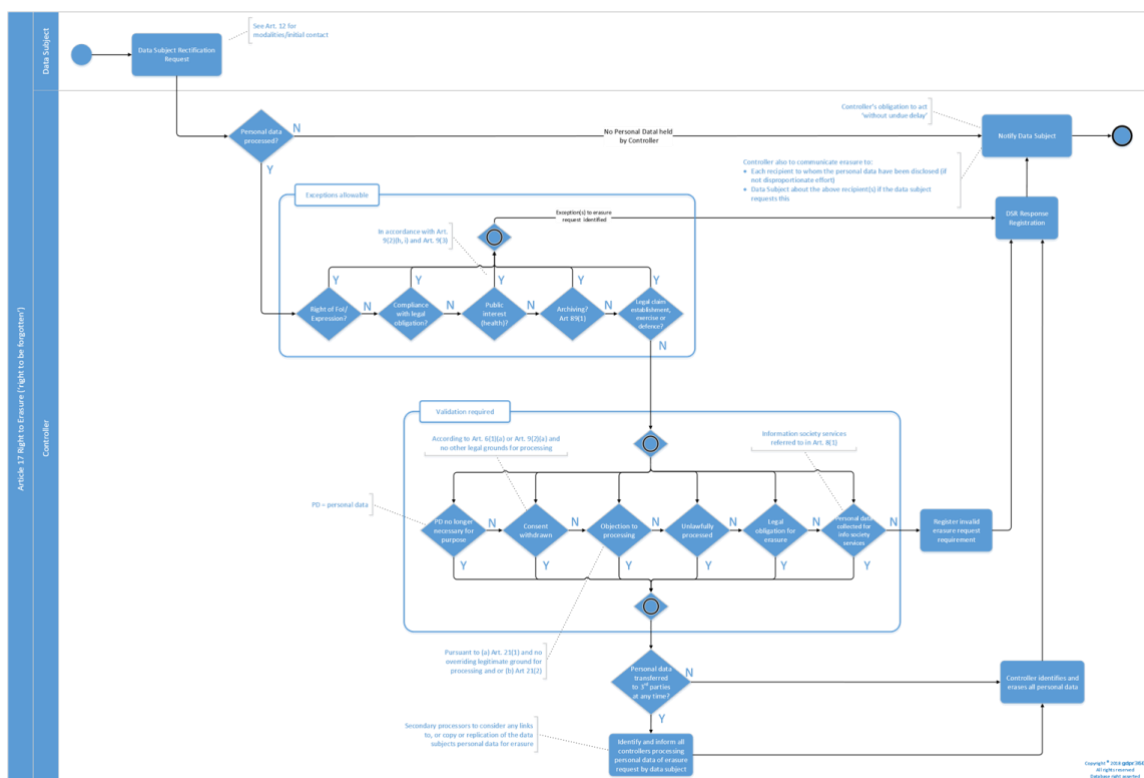 Article 17 Right to Erasure ('right to be forgotten')
Data Subject
Controller
Data Subject Rectification
Request
See Art. 12 for
modalities/initial contact
Personal data
processed?
N
Y
No Personal Datal held
by Controller
Controller's obligation to act
'without undue delay'
Notify Data Subject
Controller also to communicate erasure to:
Each recipient to whom the personal data have been disclosed (if
not disproportionate effort)
Data Subject about the above recipient(s) if the data subject
requests this
DSR Response
Registration
Exceptions allowable
Exception(s) to erasure
request identified
In accordance with Art.
9(2)(h, i) and Art. 9(3)
Y
Y
Y
Y
Y
Right of FoI/
Expression?
N
Compliance
with legal
obligation?
N
Public
interest
(health)?
N
Archiving?
Art 89(1)
N
Legal claim
establishment,
exercise or
defence?
N
Validation required
According to Art. 6(1)(a) or Art. 9(2)(a) and
no other legal grounds for processing
Information society services
referred to in Art. 8(1)
PD = personal data
PD no longer
necessary for
purpose
N
Consent
withdrawn
N
Objection to
processing
N
Unlawfully
processed
N
Legal
obligation for
erasure
N
Personal data
collected for
info society
services
N
Register invalid
erasure request
requirement
Y
Y
Y
Y
Y
Y
Pursuant to (a) Art. 21(1) and no
overriding legitimate ground for
processing and or (b) Art 21(2)
Personal data
transferred
to 3rd parties
at any time?
N
Y
Controller identifies and
erases all personal data
Secondary processors to consider any links
to, or copy or replication of the data
subjects personal data for erasure
Identify and inform all
controllers processing
personal data of erasure
request by data subject
Copyright © 2018 gdpr360
All rights reserved.
Database right asserted